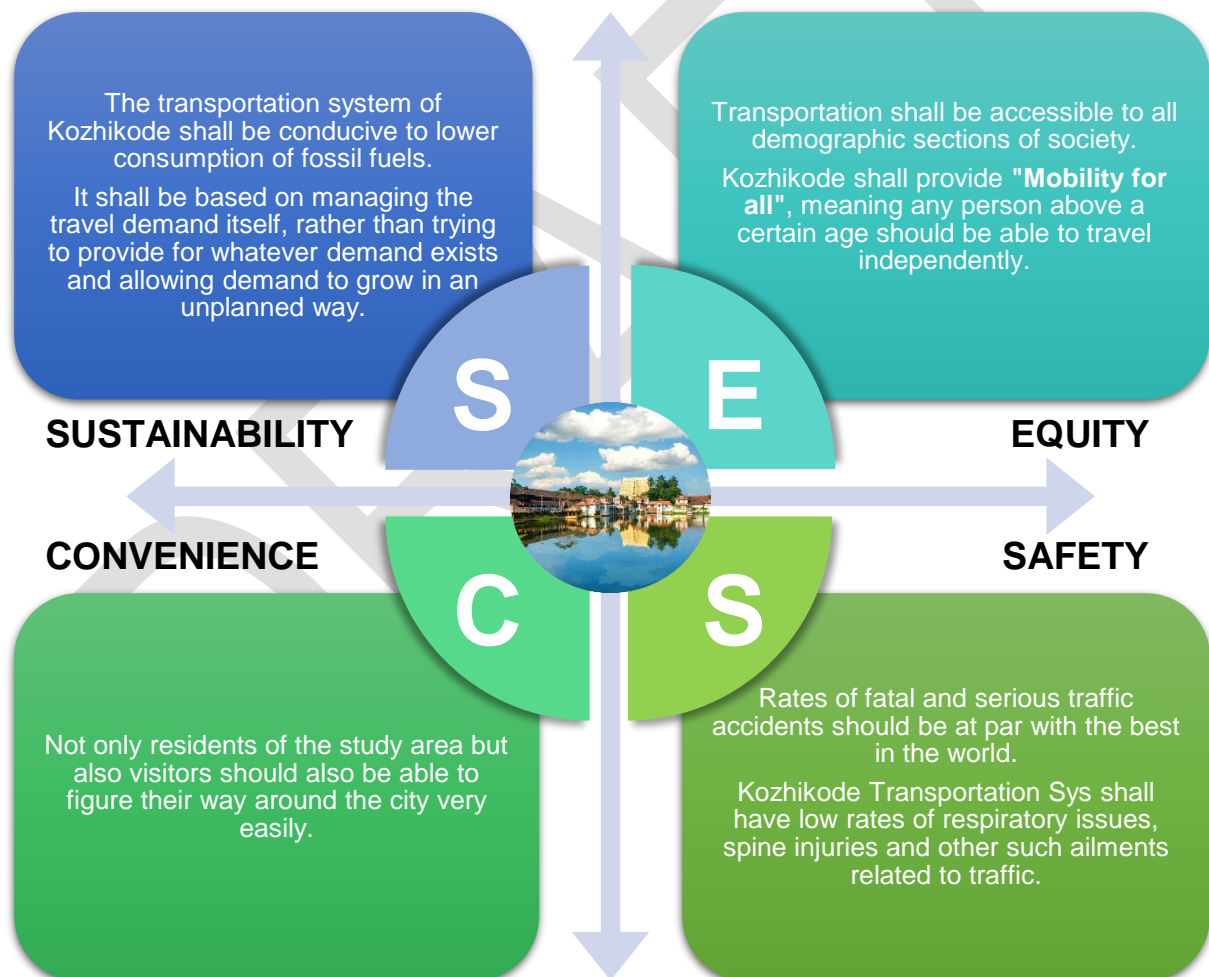 The transportation system of
Kozhikode shall be conducive to lower
consumption of fossil fuels.
It shall be based on managing the
travel demand itself, rather than trying
to provide for whatever demand exists
and allowing demand to grow in an
unplanned way.
Transportation shall be accessible to all
demographic sections of society.
Kozhikode shall provide "Mobility for
all", meaning any person above a
certain age should be able to travel
independently.
S
E
SUSTAINABILITY
EQUITY
CONVENIENCE
SAFETY
C
S
Not only residents of the study area but
also visitors should also be able to
figure their way around the city very
easily.
Rates of fatal and serious traffic
accidents should be at par with the best
in the world.
Kozhikode Transportation Sys shall
have low rates of respiratory issues,
spine injuries and other such ailments
related to traffic.